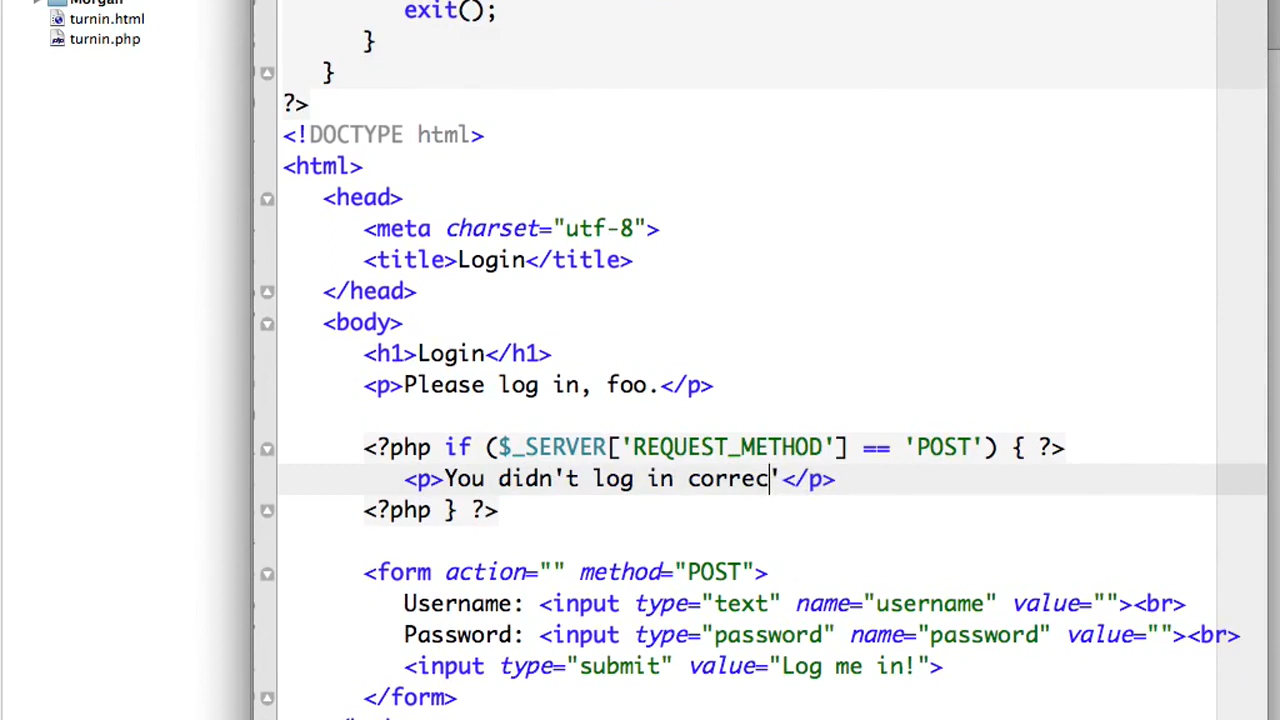 Morgan
turnin.html
turnin.php
exit();
}
}
?>
<!DOCTYPE html>
<html>
<head>
<meta charset="utf-8">
<title>Login</title>
</head>
<body>
<h1>Login</h1>
<p>Please log in, foo.</p>
<?php if ($_SERVER['REQUEST_METHOD'] == 'POST') { ?>
<p>You didn't log in correc'</p>
<?php } ?>
<form action="" method="POST">
Username: <input type="text" name="username" value=""><br>
Password: <input type="password" name="password" value=""><br>
<input type="submit" value="Log me in!">
</form>